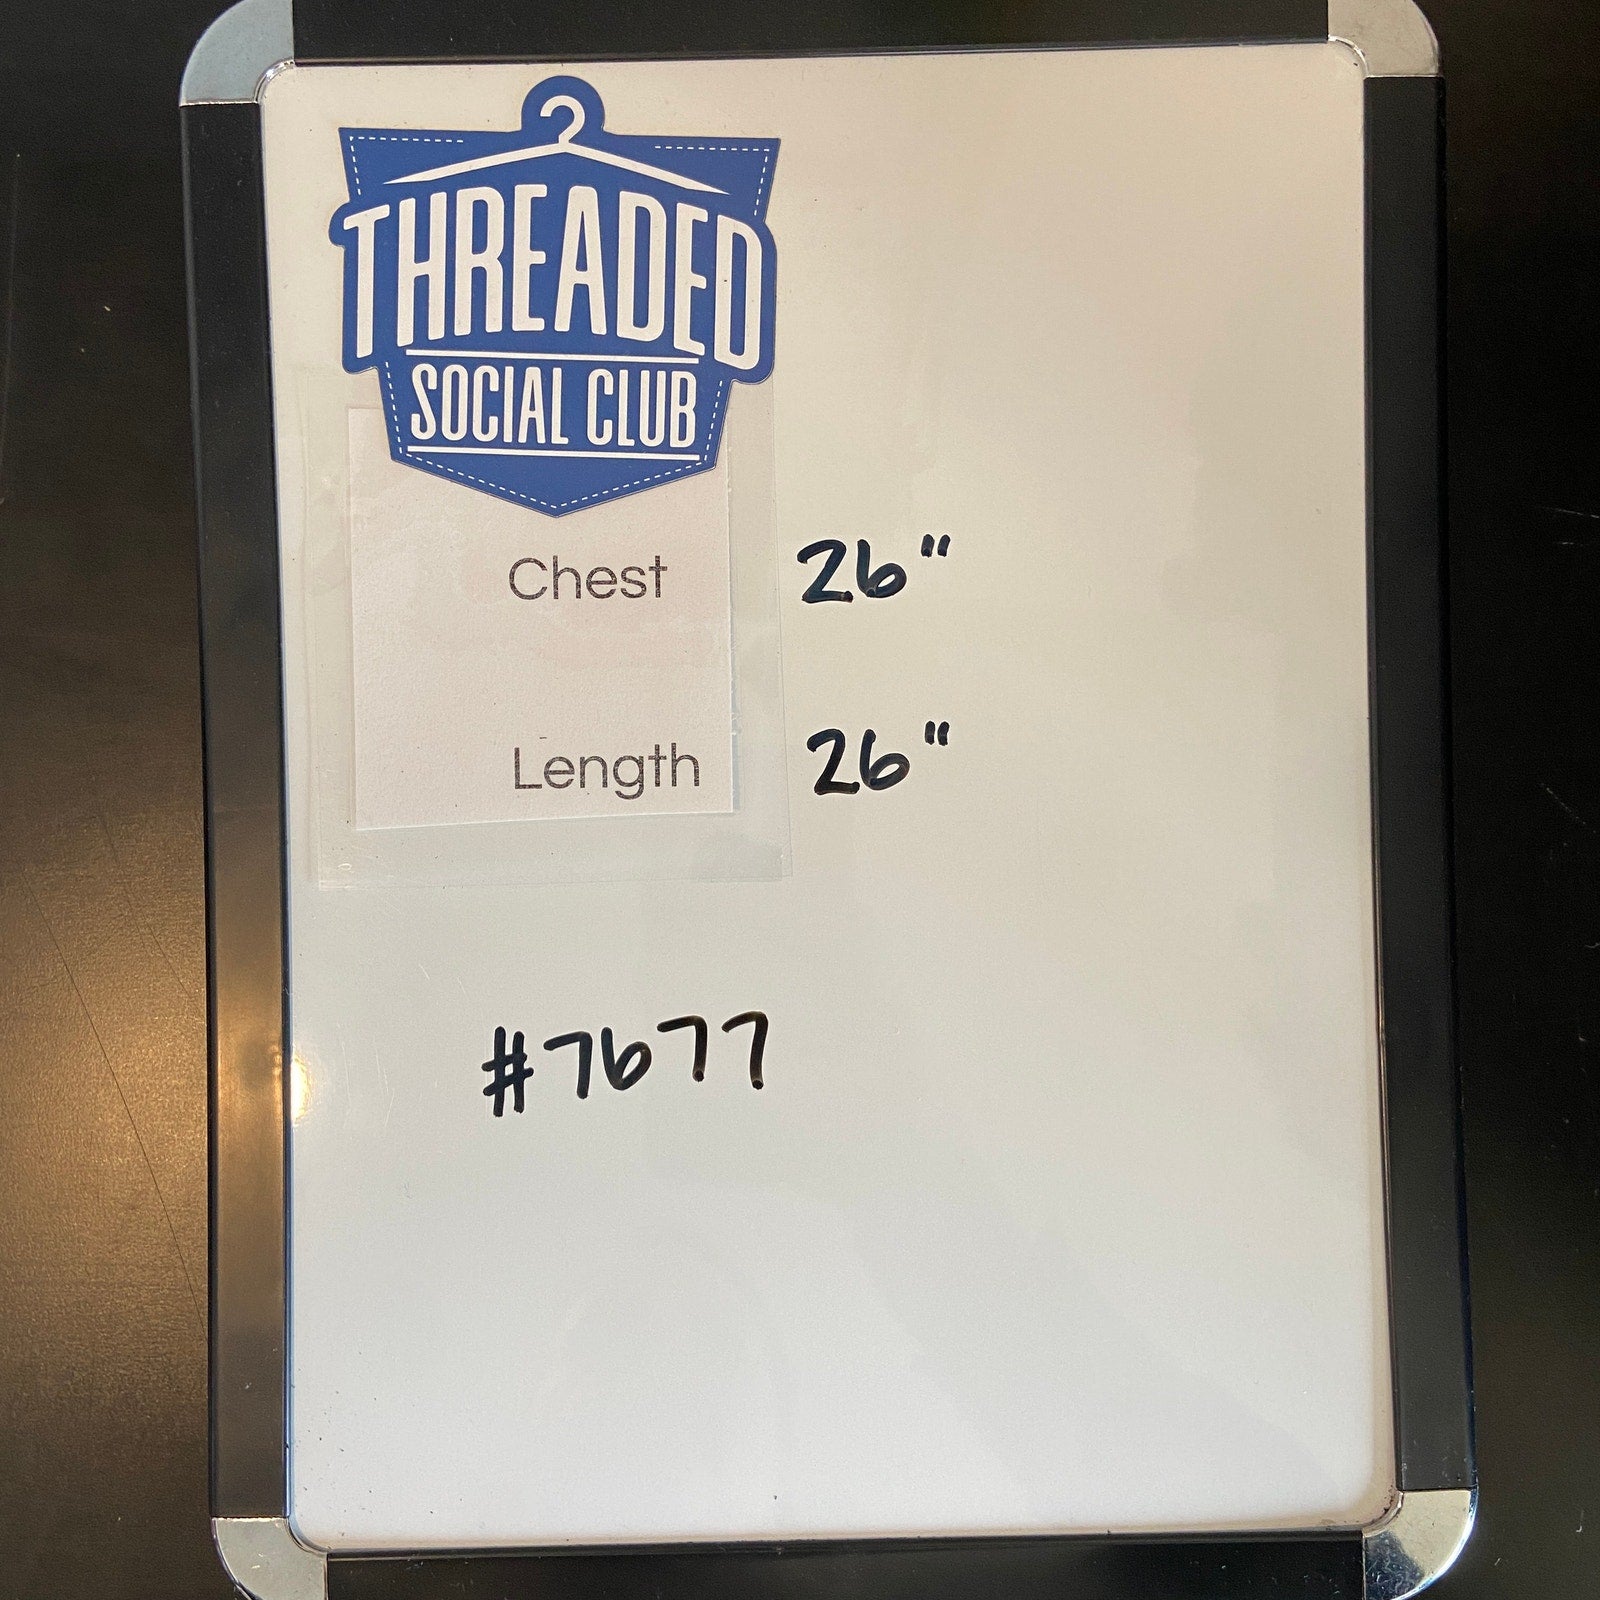 THREADED
SOCIAL CLUB
Chest 26"
Length 26"
#7677